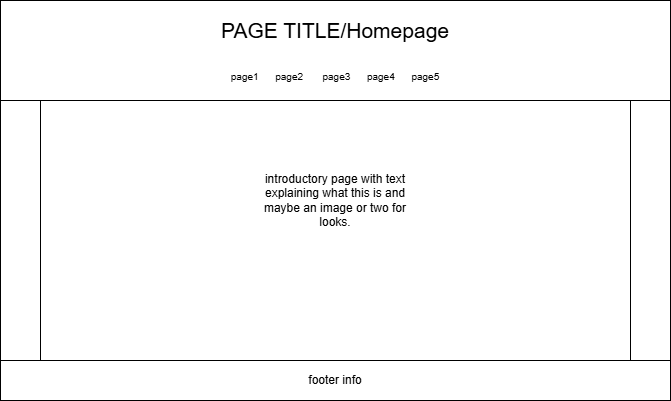 PAGE TITLE/Homepage
page1 page2 page3 page4 page5
introductory page with text
explaining what this is and
maybe an image or two for
looks.
footer info